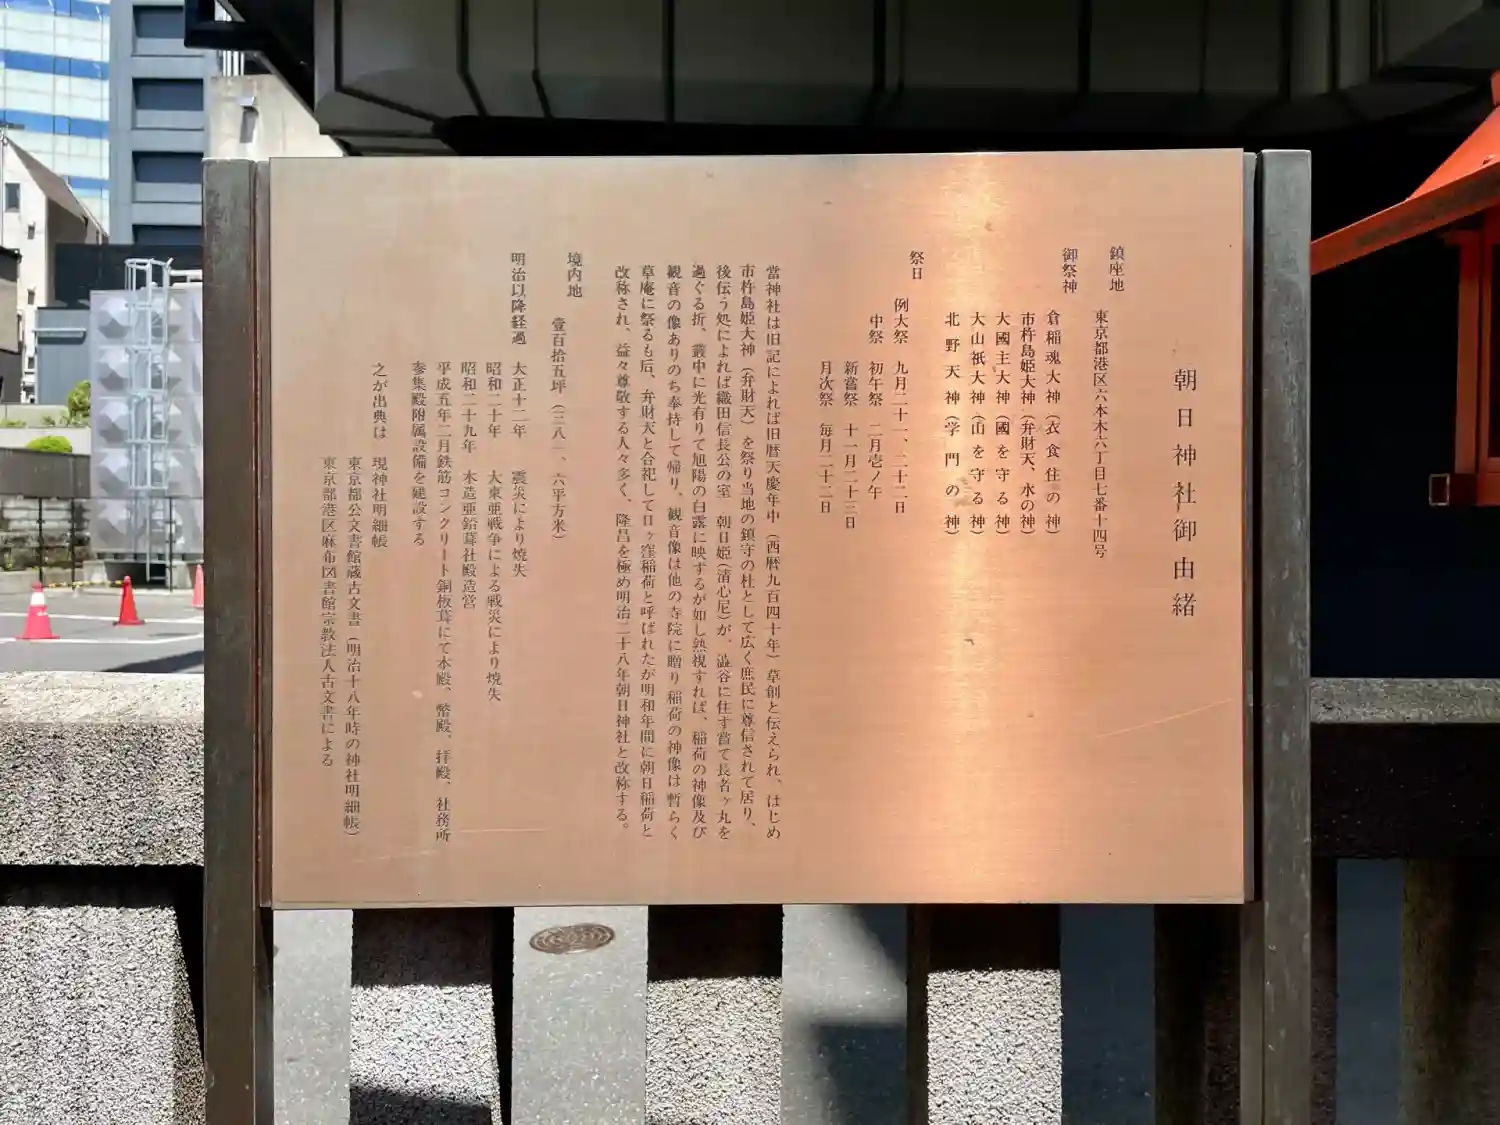 朝日神社御由緒
鎮座地
東京都港区六本木六丁目七番十四号
御祭神
倉稲魂大神（衣食住の神）
市杵島姫大神（弁財天、水の神）
大國主大神（國を守る神）
大山祇大神（山を守る神）
北野天神（学門の神）
祭日
例大祭　九月二十一、二十二日
中祭　初午祭　二月壱ノ午
新嘗祭　十一月二十三日
月次祭　毎月二十二日
當神社は旧記によれば旧暦天慶年中（西暦九百四十年）草創と伝えられ、はじめ
市杵島姫大神（弁財天）を祭り当地の鎮守の杜として広く庶民に尊信されて居り、
後伝う処によれば織田信長公の室　朝日姫（清心尼）が、澁谷に住す嘗て長者ヶ丸を
過ぐる折、叢中に光有りて旭陽の白露に映するが如し熟視すれば、稲荷の神像及び
観音の像ありのち奉持して帰り、観音像は他の寺院に贈り稲荷の神像は暫らく
草庵に祭るも后、弁財天と合祀して日ヶ窪稲荷と呼ばれたが明和年間に朝日稲荷と
改称され、益々尊敬する人々多く、隆昌を極め明治二十八年朝日神社と改称する。
境内地
壹百拾五坪（三八一、六平方米）
明治以降経過　大正十二年　震災により焼失
昭和二十年　大東亜戦争による戦災により焼失
昭和二十九年　木造亜鉛葺社殿造営
平成五年二月鉄筋コンクリート銅板葺にて本殿、幣殿、拝殿、社務所
参集殿附属設備を建設する
之が出典は　現神社明細帳
東京都公文書館蔵古文書（明治十八年時の神社明細帳）
東京都港区麻布図書館宗教法人古文書による